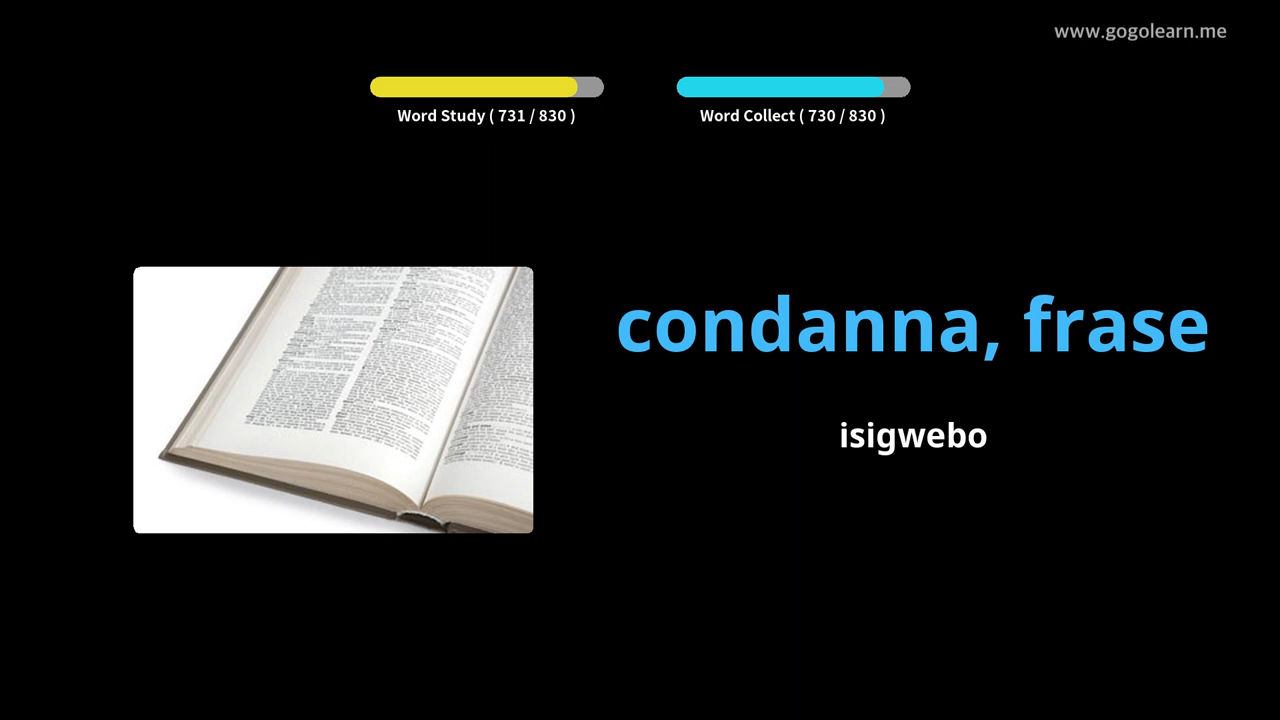 www.gogolearn.me
Word Study ( 731 / 830 )
Word Collect ( 730 / 830 )
condanna, frase
isigwebo